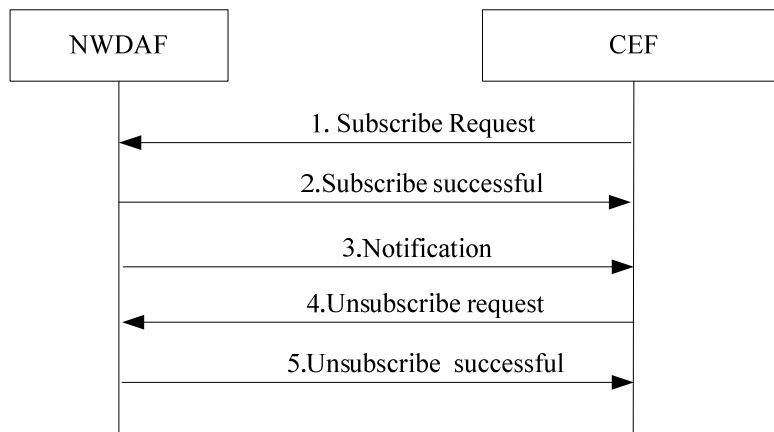 NWDAF
CEF
1. Subscribe Request
2.Subscribe successful
3.Notification
4.Unsubscribe request
5.Unsubscribe  successful